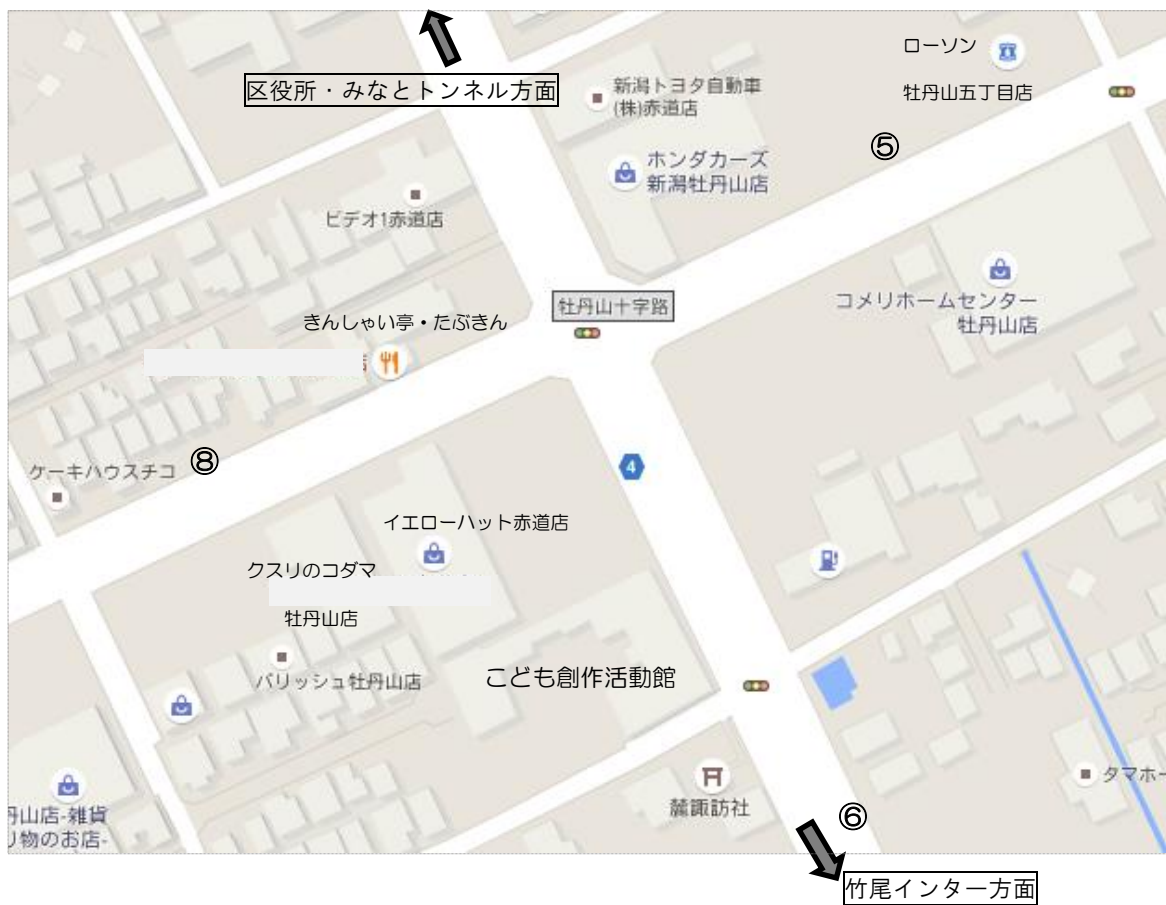 ローソン
牡丹山五丁目店
区役所・みなとトンネル方面
新潟トヨタ自動車
(株)赤道店
⑤
ホンダカーズ
新潟牡丹山店
ビデオ1赤道店
コメリホームセンター
牡丹山店
牡丹山十字路
きんしゃい亭・たぶきん
⑧
ケーキハウスチコ
4
イエローハット赤道店
クスリのコダマ
牡丹山店
バリッシュ牡丹山店
こども創作活動館
タマホー
麓諏訪社
丹山店-雑貨
り物のお店-
⑥
竹尾インター方面